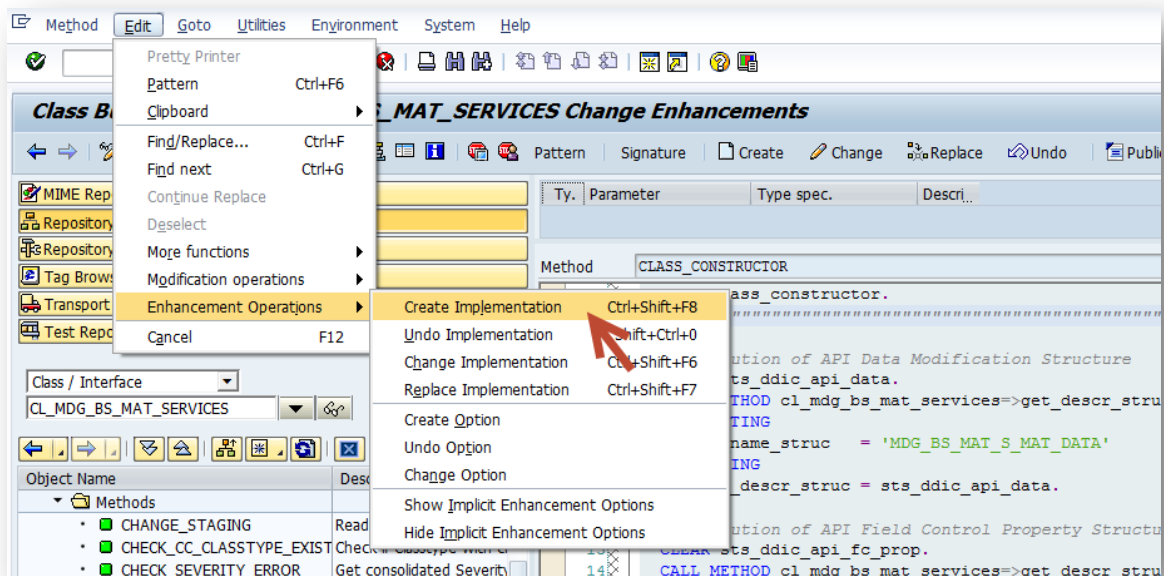 Method Edit Goto Utilities Environment System Help
Pretty Printer
Pattern Ctrl+F6
Clipboard
Find/Replace... Ctrl+F
Find next Ctrl+G
Continue Replace
Deselect
More functions
Modification operations
Enhancement Operations
Cancel F12
Class S_MAT_SERVICES Change Enhancements
Pattern Signature Create Change Replace Undo
MIME
Repository
Repository
Tag
Transport
Test
Ty. Parameter Type spec. Descri..
Method CLASS_CONSTRUCTOR
Create Implementation Ctrl+Shift+F8
Undo Implementation Shift+Ctrl+0
Change Implementation Ctrl+Shift+F6
Replace Implementation Ctrl+Shift+F7
Create Option
Undo Option
Change Option
Show Implicit Enhancement Options
Hide Implicit Enhancement Options
Class / Interface
CL_MDG_BS_MAT_SERVICES
Object Name
Methods
CHANGE_STAGING Read
CHECK_CC_CLASSTYPE_EXIST
CHECK_SEVERITY_ERROR Get consolidated Severity
ass_constructor.
""""""""""""""""""""""""""""""""""""""""""""""
ution of API Data Modification Structure
ts_ddic_api_data.
THOD cl_mdg_bs_mat_services=>get_descr_stru
TING
name_struc = 'MDG_BS_MAT_S_MAT_DATA'
ING
_descr_struc = sts_ddic_api_data.
ution of API Field Control Property Structu
CLEAR sts_ddic_api_fc_prop.
14 CALL METHOD cl_mdg_bs_mat_services=>get_descr_stru